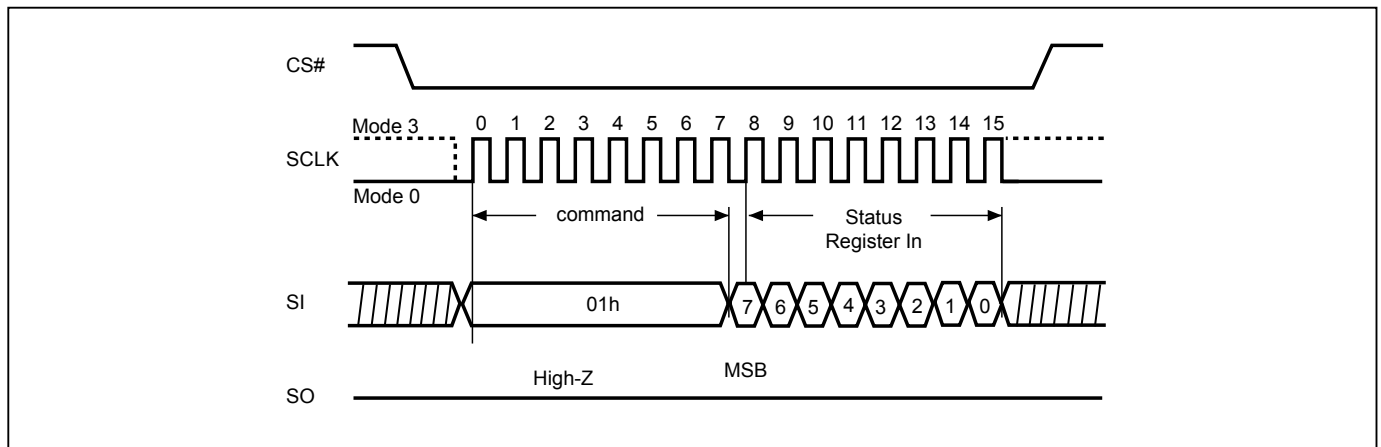 CS#
Mode 3
0 1 2 3 4 5 6 7 8 9 10 11 12 13 14 15
SCLK
Mode 0
command
Status
Register In
SI
01h
7 6 5 4 3 2 1 0
High-Z
MSB
SO